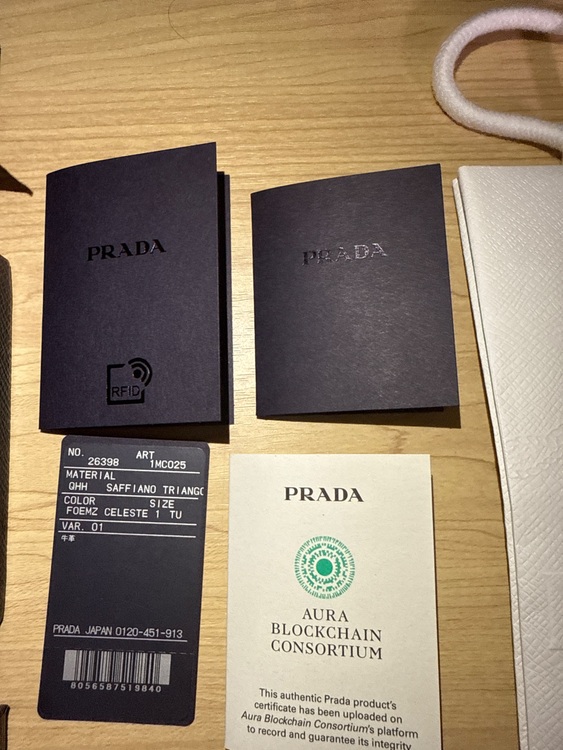 PRADA
RFID
PRADA
NO. ART
26398 1MC025
MATERIAL
QHH SAFFIANO TRIANGO
COLOR SIZE
F0EMZ CELESTE 1 TU
VAR. 01
牛革
PRADA JAPAN 0120-451-913
8056587519840
PRADA
AURA
BLOCKCHAIN
CONSORTIUM
This authentic Prada product's
certificate has been uploaded on
Aura Blockchain Consortium's platform
to record and guarantee its integrity